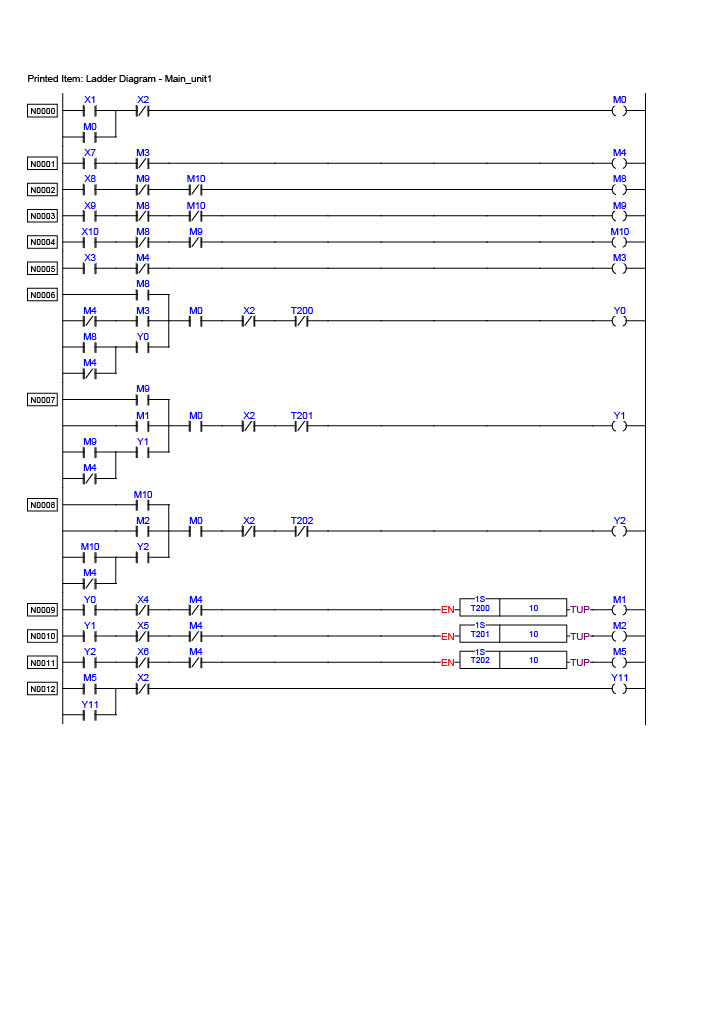 Printed Item: Ladder Diagram - Main_unit1
X1 X2 M0
N0000
M0
X7 M3 M4
N0001
X8 M9 M10 M8
N0002
X9 M8 M10 M9
N0003
X10 M8 M9 M10
N0004
X3 M4 M3
N0005
M8
N0006
M4 M3 M0 X2 T200 Y0
M8 Y0
M4
M9
N0007
M1 M0 X2 T201 Y1
M9 Y1
M4
M10
N0008
M2 M0 X2 T202 Y2
M10 Y2
M4
Y0 X4 M4 1S M1
N0009 EN T200 10 TUP
Y1 X5 M4 1S M2
N0010 EN T201 10 TUP
Y2 X6 M4 1S M5
N0011 EN T202 10 TUP
M5 X2 Y11
N0012
Y11